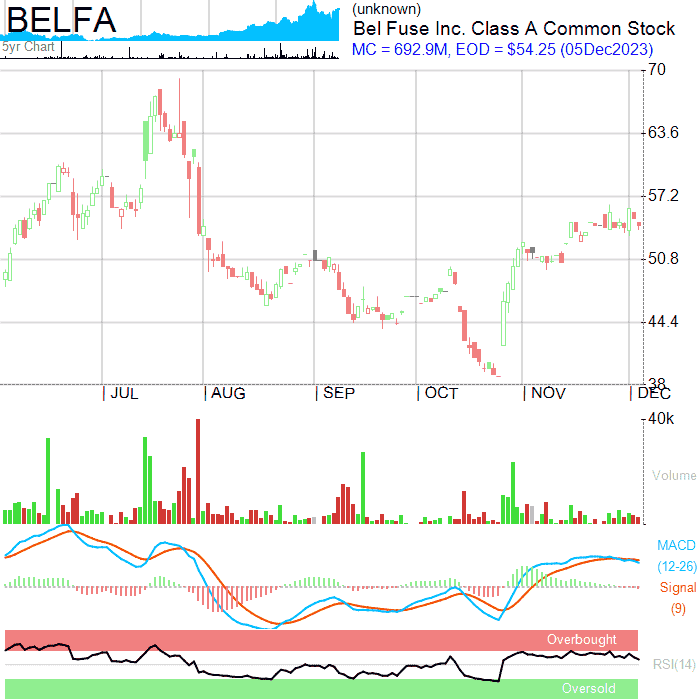 BELFA
5yr Chart
(unknown)
Bel Fuse Inc. Class A Common Stock
MC = 692.9M, EOD = $54.25 (05Dec2023)
70
63.6
57.2
50.8
44.4
38
JUL AUG SEP OCT NOV DEC
40k
Volume
MACD
(12-26)
Signal
(9)
Overbought
RSI(14)
Oversold